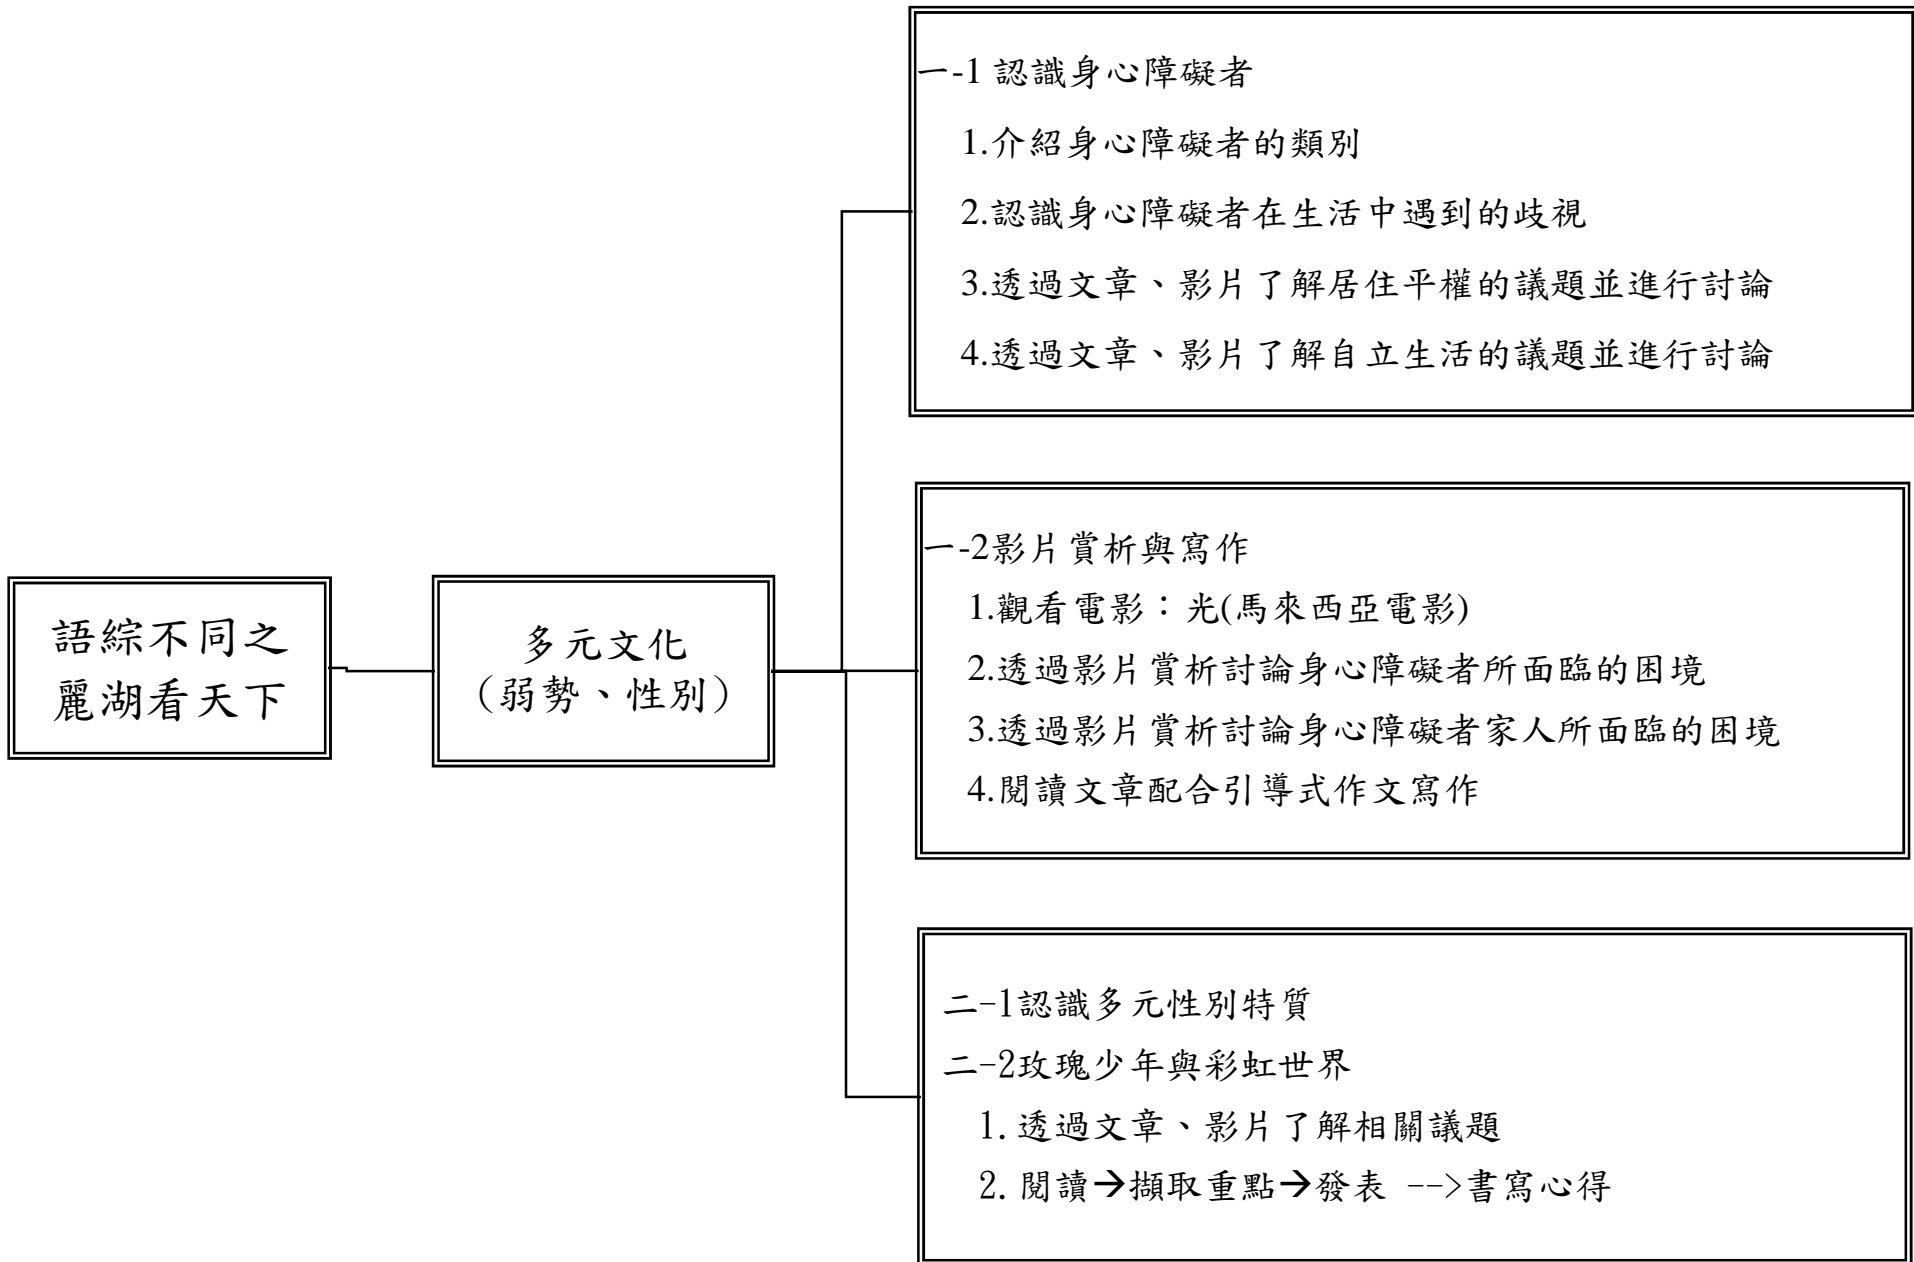 語綜不同之
麗湖看天下
多元文化
(弱勢、性別)
一-1 認識身心障礙者
1.介紹身心障礙者的類別
2.認識身心障礙者在生活中遇到的歧視
3.透過文章、影片了解居住平權的議題並進行討論
4.透過文章、影片了解自立生活的議題並進行討論
一-2影片賞析與寫作
1.觀看電影：光(馬來西亞電影)
2.透過影片賞析討論身心障礙者所面臨的困境
3.透過影片賞析討論身心障礙者家人所面臨的困境
4.閱讀文章配合引導式作文寫作
二-1認識多元性別特質
二-2玫瑰少年與彩虹世界
1. 透過文章、影片了解相關議題
2. 閱讀→擷取重點→發表 -->書寫心得